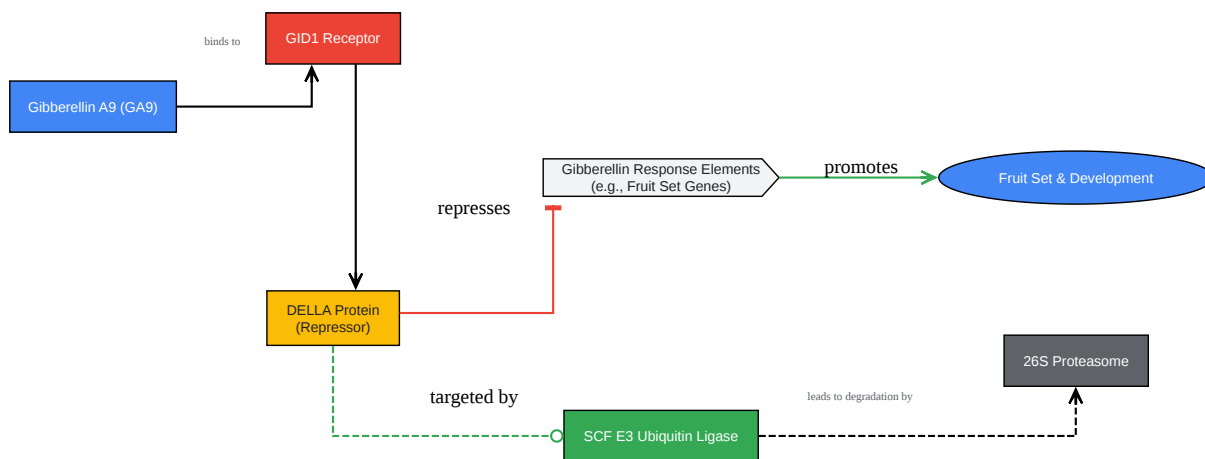 GID1 Receptor
binds to
Gibberellin A9 (GA9)
Gibberellin Response Elements
(e.g., Fruit Set Genes)
promotes
Fruit Set & Development
represses
DELLA Protein
(Repressor)
26S Proteasome
targeted by
leads to degradation by
SCF E3 Ubiquitin Ligase